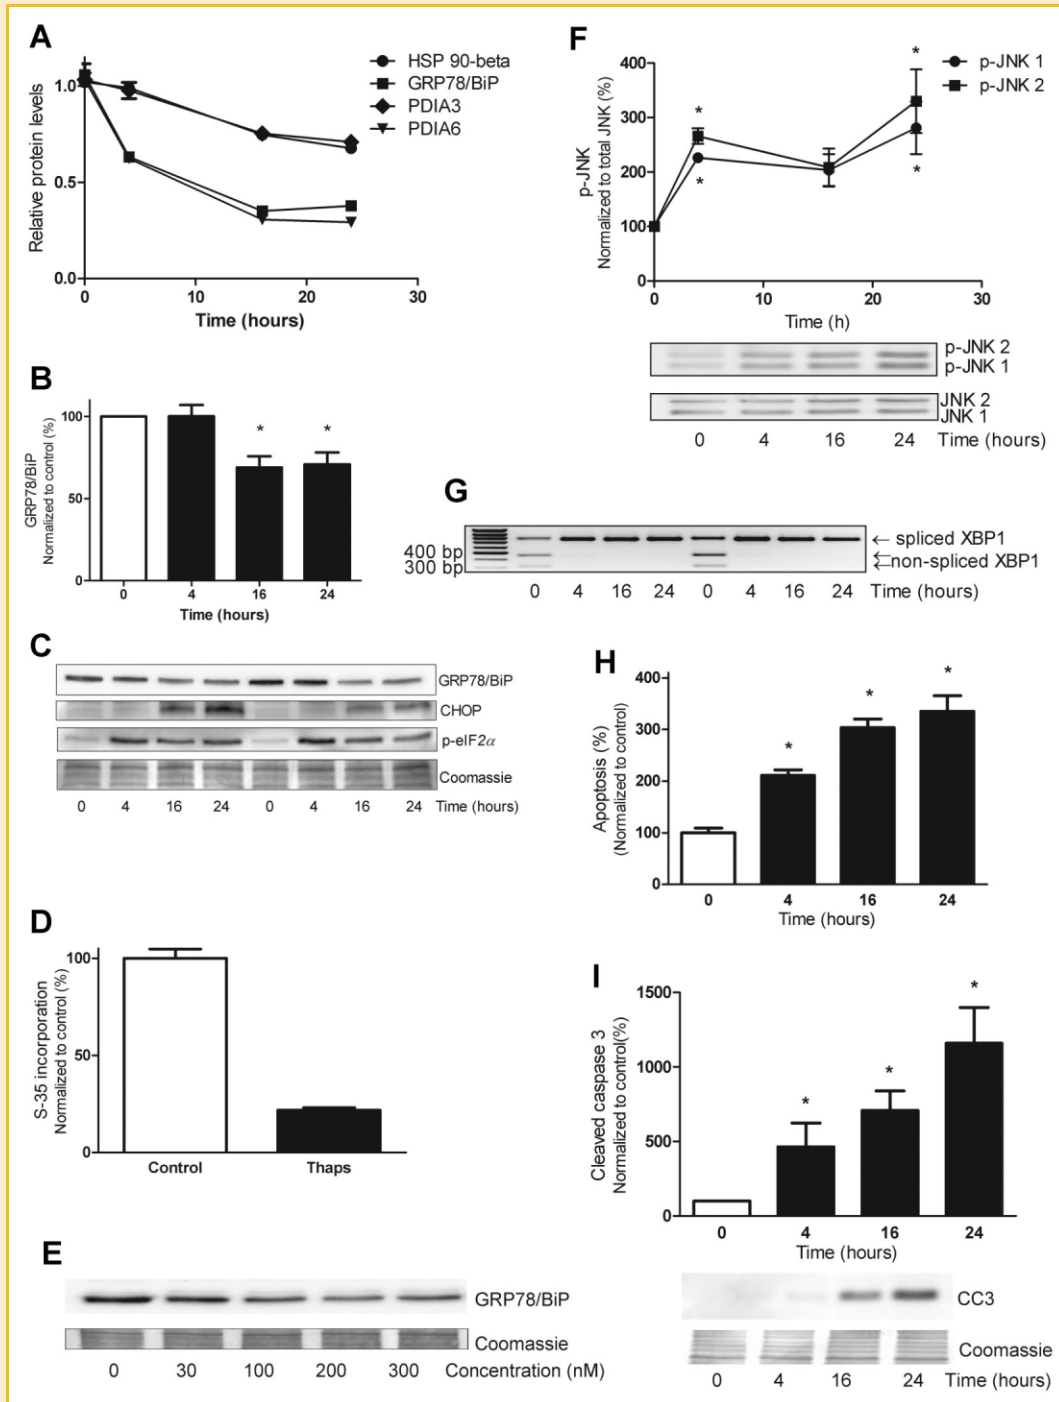 A
Relative protein levels
1.0
0.5
0.0
0 10 20 30
Time (hours)
HSP 90-beta
GRP78/BiP
PDIA3
PDIA6
B
GRP78/BiP
Normalized to control (%)
100
50
0
* *
0 4 16 24
Time (hours)
C
GRP78/BiP
CHOP
p-eIF2α
Coomassie
0 4 16 24 0 4 16 24 Time (hours)
D
S-35 incorporation
Normalized to control (%)
100
50
0
Control Thaps
E
GRP78/BiP
Coomassie
0 30 100 200 300 Concentration (nM)
F
p-JNK
Normalized to total JNK (%)
400
300
200
100
0
* *
* *
p-JNK 1
p-JNK 2
0 10 20 30
Time (h)
p-JNK 2
p-JNK 1
JNK 2
JNK 1
0 4 16 24 Time (hours)
G
400 bp
300 bp
← spliced XBP1
←non-spliced XBP1
0 4 16 24 0 4 16 24 Time (hours)
H
Apoptosis (%)
(Normalized to control)
400
300
200
100
0
* * *
0 4 16 24
Time (hours)
I
Cleaved caspase 3
Normalized to control(%)
1500
1000
500
0
* * *
0 4 16 24
Time (hours)
CC3
Coomassie
0 4 16 24 Time (hours)